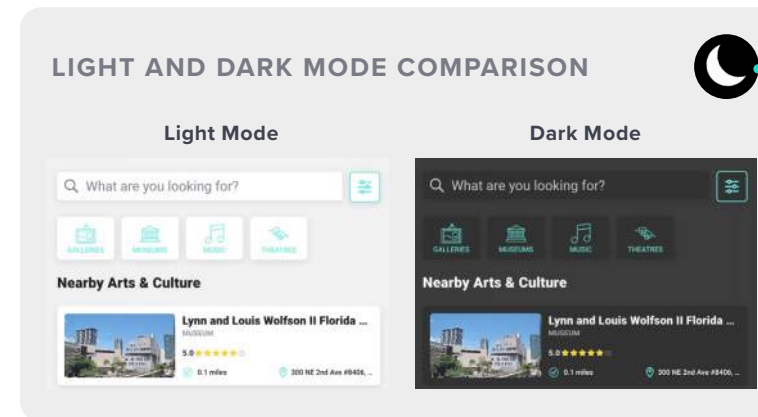 LIGHT AND DARK MODE COMPARISON
Light Mode
What are you looking for?
GALLERIES MUSEUMS MUSIC THEATRES
Nearby Arts & Culture
Lynn and Louis Wolfson II Florida ...
MUSEUM
5.0
0.1 miles 300 NE 2nd Ave #8406, ...
Dark Mode
What are you looking for?
GALLERIES MUSEUMS MUSIC THEATRES
Nearby Arts & Culture
Lynn and Louis Wolfson II Florida ...
MUSEUM
5.0
0.1 miles 300 NE 2nd Ave #8406, ...